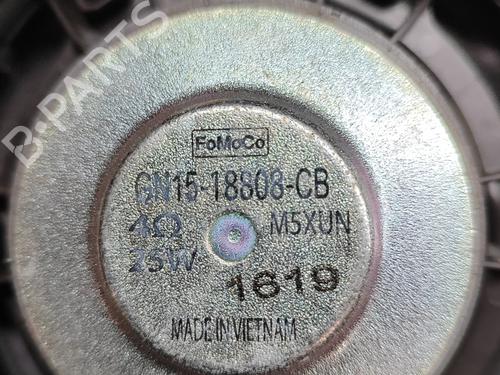 B-PARTS
FoMoCo
GN15-18808-CB
4Ω M5XUN
25W
1619
MADE IN VIETNAM